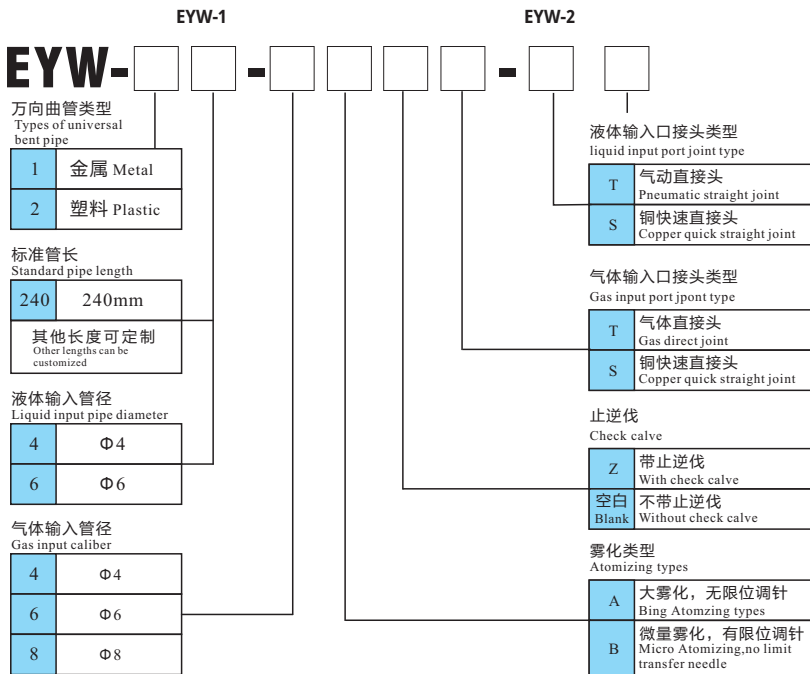 EYW-1
EYW-2
EYW- - -
万向曲管类型
Types of universal
bent pipe
1 金属 Metal
2 塑料 Plastic
标准管长
Standard pipe length
240 240mm
其他长度可定制
Other lengths can be
customized
液体输入管径
Liquid input pipe diameter
4 Φ4
6 Φ6
气体输入管径
Gas input caliber
4 Φ4
6 Φ6
8 Φ8
液体输入口接头类型
liquid input port joint type
T 气动直接头
Pneumatic straight joint
S 铜快速直接头
Copper quick straight joint
气体输入口接头类型
Gas input port jpont type
T 气体直接头
Gas direct joint
S 铜快速直接头
Copper quick straight joint
止逆伐
Check calve
Z 带止逆伐
With check calve
空白 不带止逆伐
Blank Without check calve
雾化类型
Atomizing types
A 大雾化，无限位调针
Bing Atomzing types
B 微量雾化，有限位调针
Micro Atomizing,no limit
transfer needle